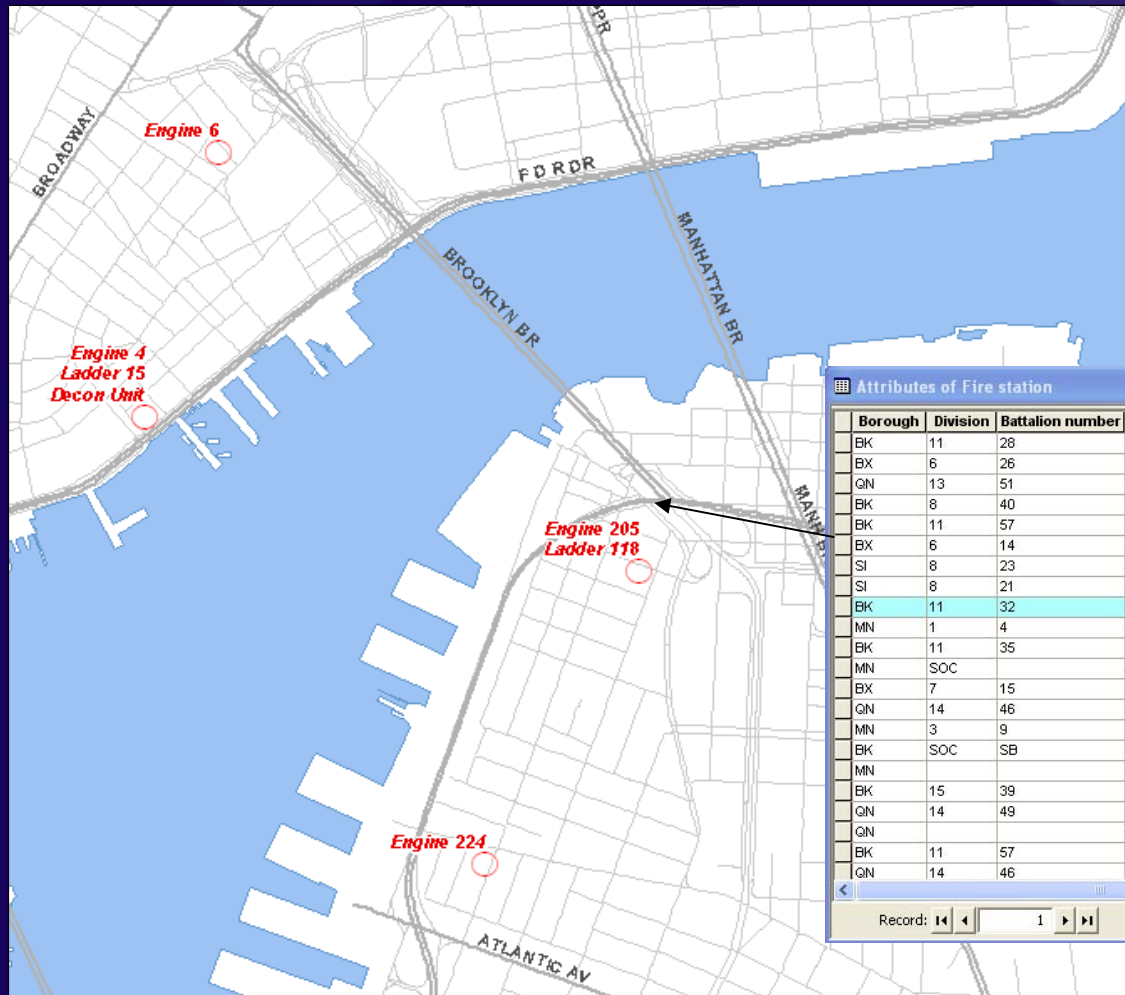 PR
BROADWAY
Engine 6
FDR DR
MANHATTAN BR
BROOKLYN BR
Engine 4
Ladder 15
Decon Unit
Attributes of Fire station
Borough Division Battalion number
BK 11 28
BX 6 26
QN 13 51
BK 8 40
BK 11 57
BX 6 14
SI 8 23
SI 8 21
BK 11 32
MN 1 4
BK 11 35
MN SOC
BX 7 15
QN 14 46
MN 3 9
BK SOC SB
MN
BK 15 39
QN 14 49
QN
BK 11 57
QN 14 46
Record: 1
Engine 205
Ladder 118
Engine 224
ATLANTIC AV